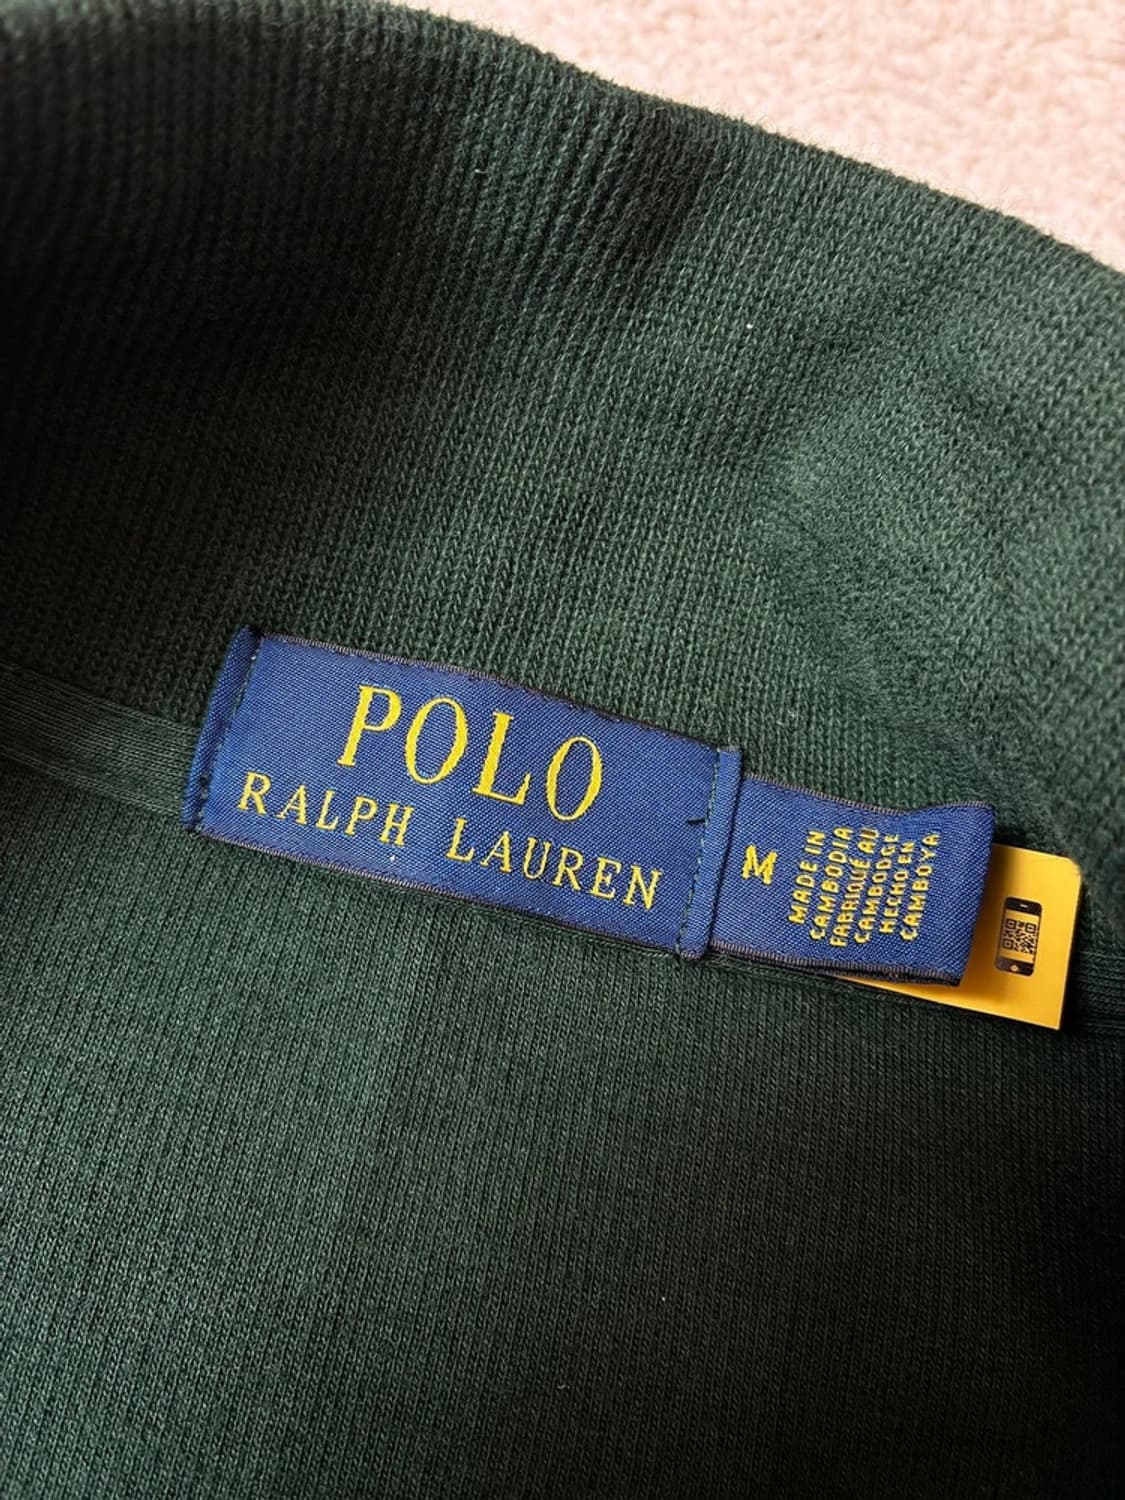 POLO
RALPH LAUREN
M
MADE IN
CAMBODIA
FABRIQUÉ AU
CAMBODGE
HECHO EN
CAMBOYA